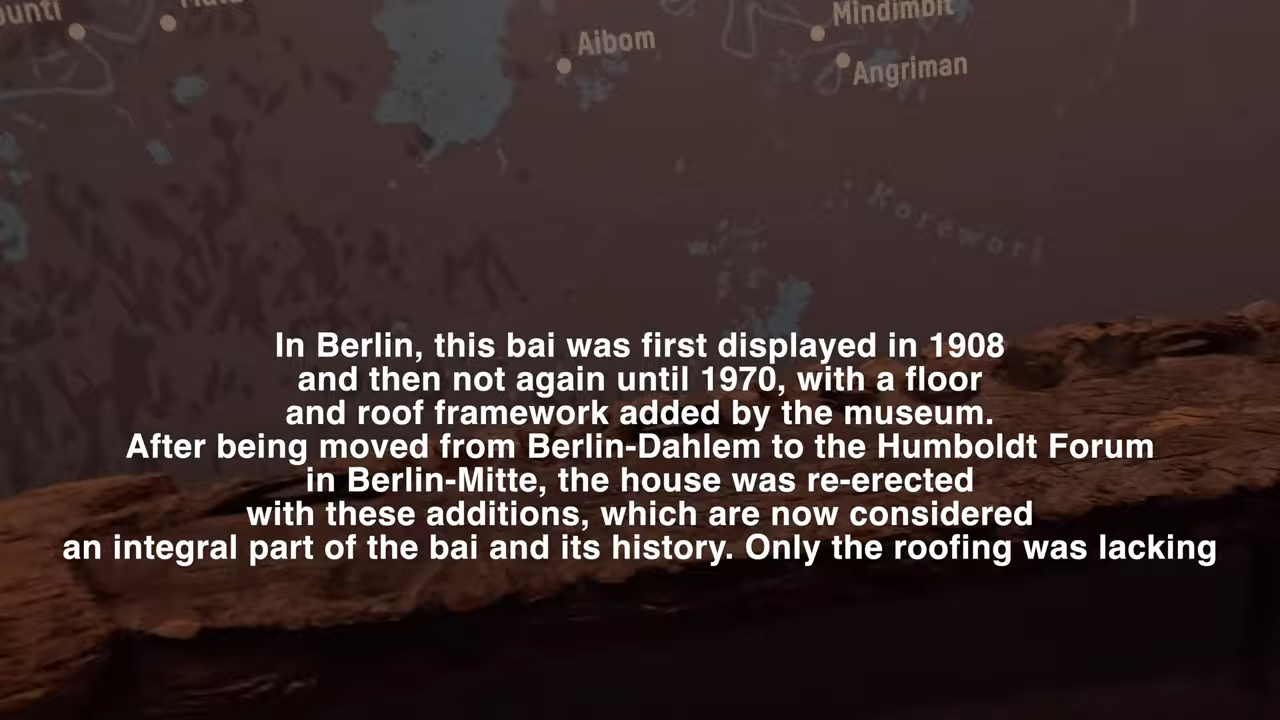 Mindimbit
Aibom
Angriman
Korewori
In Berlin, this bai was first displayed in 1908
and then not again until 1970, with a floor
and roof framework added by the museum.
After being moved from Berlin-Dahlem to the Humboldt Forum
in Berlin-Mitte, the house was re-erected
with these additions, which are now considered
an integral part of the bai and its history. Only the roofing was lacking